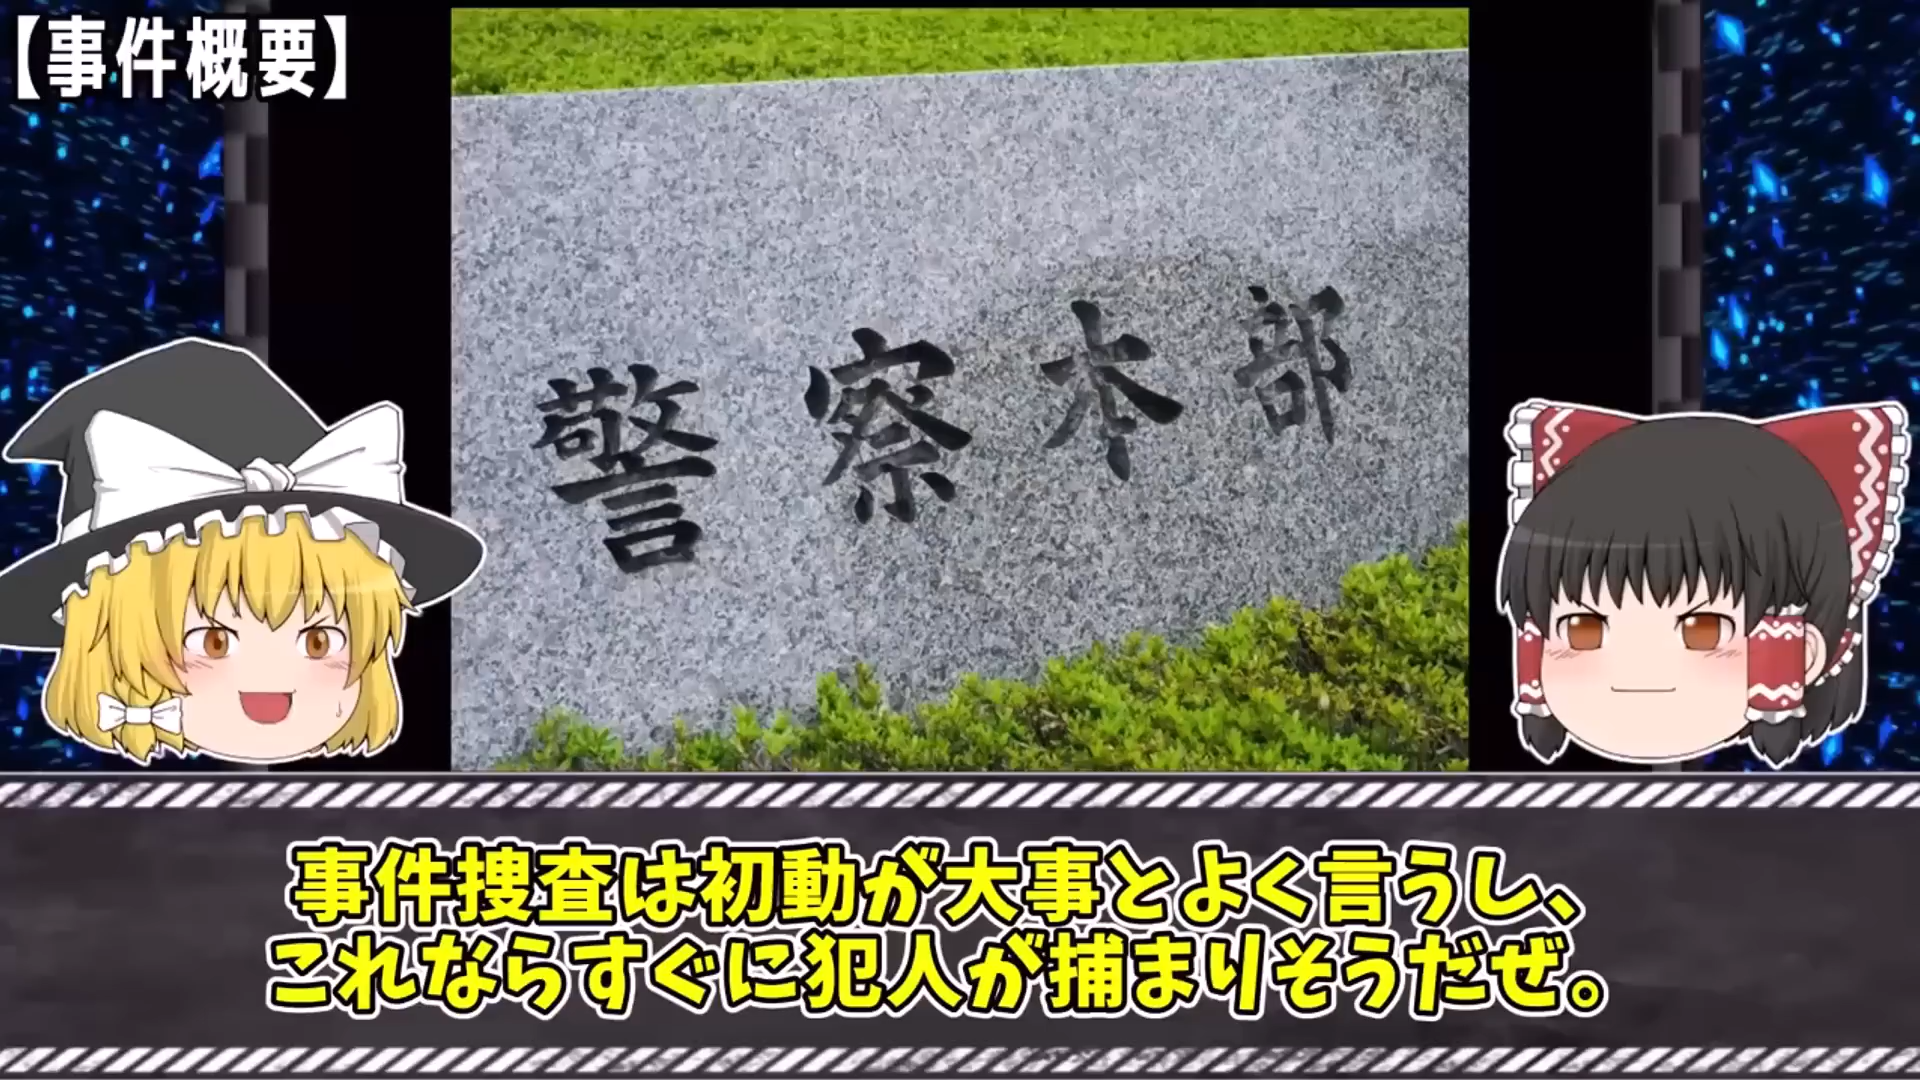 【事件概要】
警察本部
事件捜査は初動が大事とよく言うし、
これならすぐに犯人が捕まりそうだぜ。